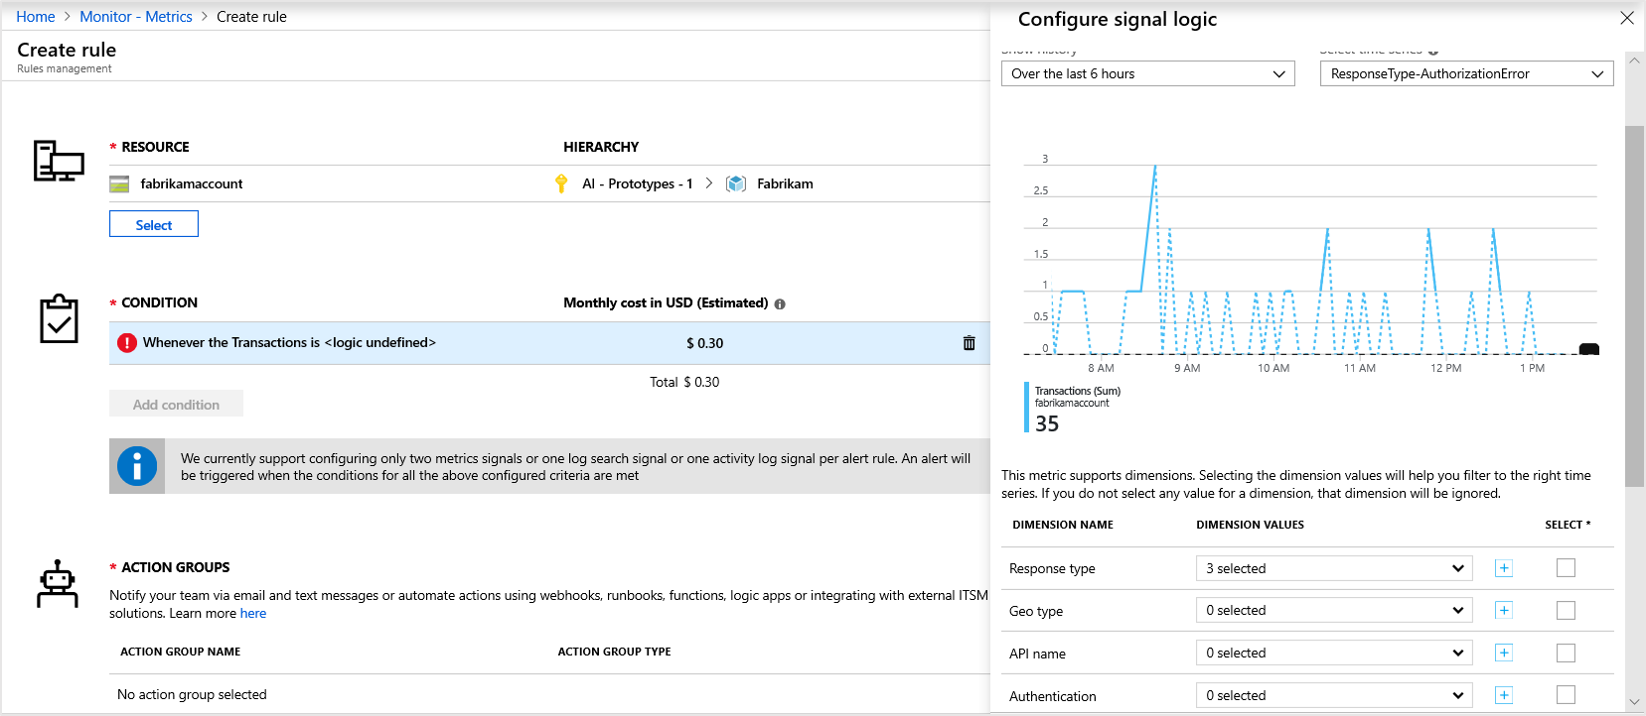 Home > Monitor - Metrics > Create rule
Create rule
Rules management
* RESOURCE
HIERARCHY
fabrikamaccount
AI - Prototypes - 1 > Fabrikam
Select
* CONDITION
Monthly cost in USD (Estimated)
Whenever the Transactions is <logic undefined>
$ 0.30
Total $ 0.30
Add condition
We currently support configuring only two metrics signals or one log search signal or one activity log signal per alert rule. An alert will
be triggered when the conditions for all the above configured criteria are met
* ACTION GROUPS
Notify your team via email and text messages or automate actions using webhooks, runbooks, functions, logic apps or integrating with external ITSM
solutions. Learn more here
ACTION GROUP NAME
ACTION GROUP TYPE
No action group selected
Configure signal logic
Show history
Select time series
Over the last 6 hours
ResponseType-AuthorizationError
3
2.5
2
1.5
1
0.5
0
8 AM
9 AM
10 AM
11 AM
12 PM
1 PM
Transactions (Sum)
fabrikamaccount
35
This metric supports dimensions. Selecting the dimension values will help you filter to the right time
series. If you do not select any value for a dimension, that dimension will be ignored.
DIMENSION NAME
DIMENSION VALUES
SELECT *
Response type
3 selected
Geo type
0 selected
API name
0 selected
Authentication
0 selected